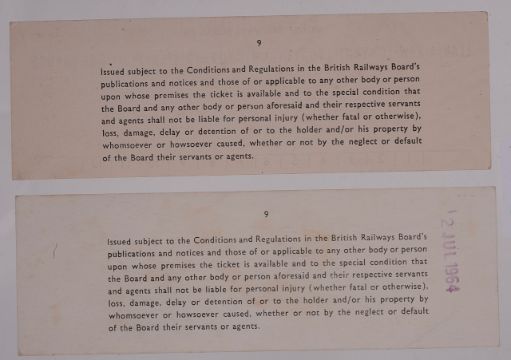 9
Issued subject to the Conditions and Regulations in the British Railways Board's
publications and notices and those of or applicable to any other body or person
upon whose premises the ticket is available and to the special condition that
the Board and any other body or person aforesaid and their respective servants
and agents shall not be liable for personal injury (whether fatal or otherwise),
loss, damage, delay or detention of or to the holder and/or his property by
whomsoever or howsoever caused, whether or not by the neglect or default
of the Board their servants or agents.
9
Issued subject to the Conditions and Regulations in the British Railways Board's
publications and notices and those of or applicable to any other body or person
upon whose premises the ticket is available and to the special condition that
the Board and any other body or person aforesaid and their respective servants
and agents shall not be liable for personal injury (whether fatal or otherwise),
loss, damage, delay or detention of or to the holder and/or his property by
whomsoever or howsoever caused, whether or not by the neglect or default
of the Board their servants or agents.
12 JUL 1964